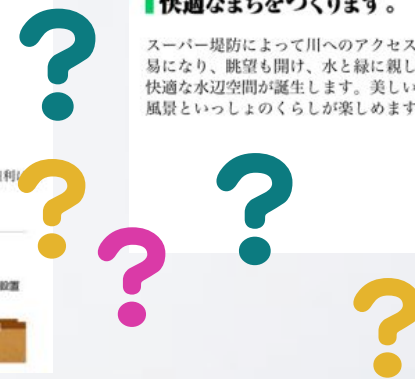 快適なまちをつくります。
スーパー堤防によって川へのアクセス
易になり、眺望も開け、水と緑に親し
快適な水辺空間が誕生します。美しい
風景といっしょのくらしが楽しめます
利
設置
?
?
?
?
?